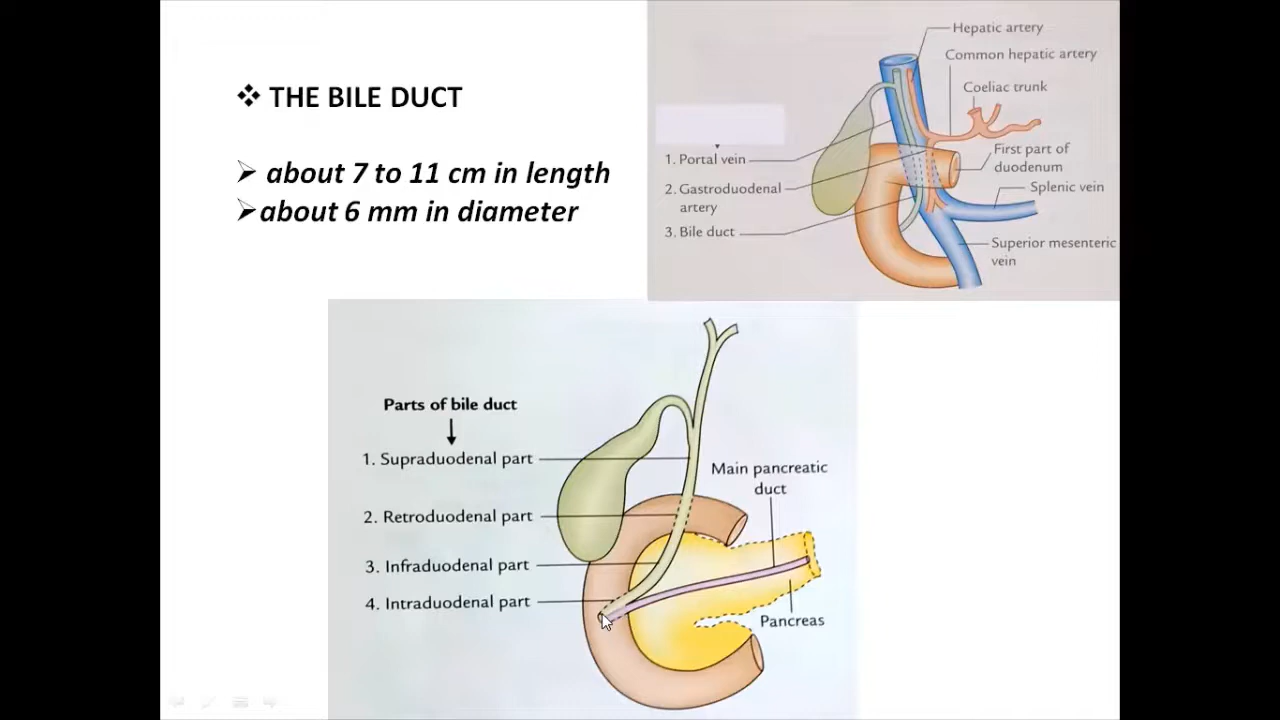 ❖ THE BILE DUCT
➢ about 7 to 11 cm in length
➢about 6 mm in diameter
Hepatic artery
Common hepatic artery
Coeliac trunk
First part of
duodenum
Splenic vein
Superior mesenteric
vein
1. Portal vein
2. Gastroduodenal
artery
3. Bile duct
Parts of bile duct
1. Supraduodenal part
2. Retroduodenal part
3. Infraduodenal part
4. Intraduodenal part
Main pancreatic
duct
Pancreas